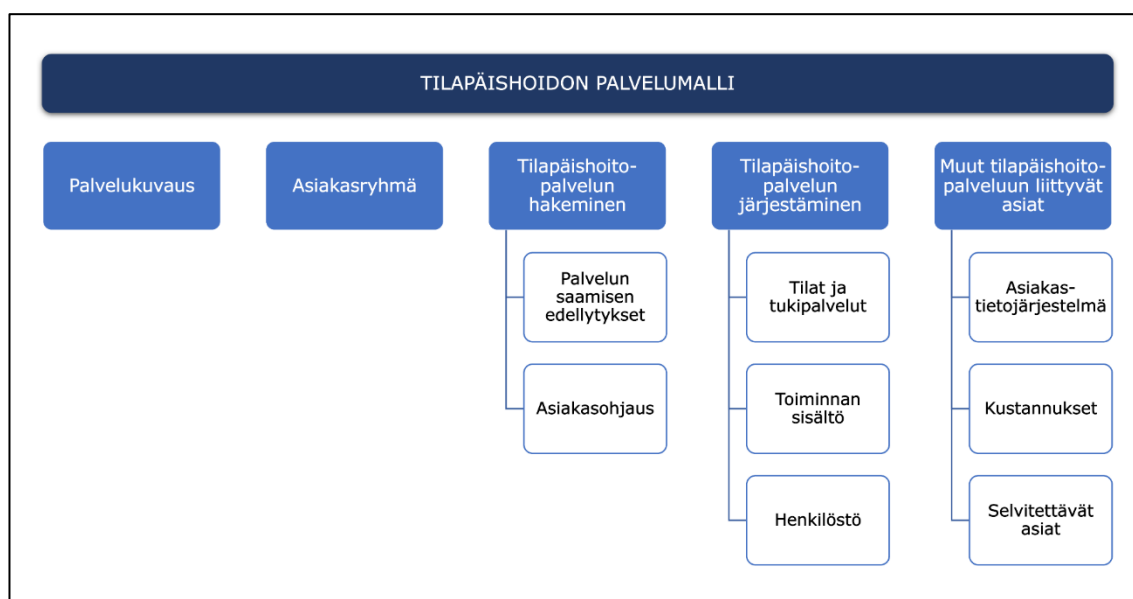 TILAPÄISHOIDON PALVELUMALLI
Palvelukuvaus
Asiakasryhmä
Tilapäishoito-
palvelun
hakeminen
Palvelun
saamisen
edellytykset
Asiakasohjaus
Tilapäishoito-
palvelun
järjestäminen
Tilat ja
tukipalvelut
Toiminnan
sisältö
Henkilöstö
Muut tilapäishoito-
palveluun liittyvät
asiat
Asiakas-
tietojärjestelmä
Kustannukset
Selvitettävät
asiat